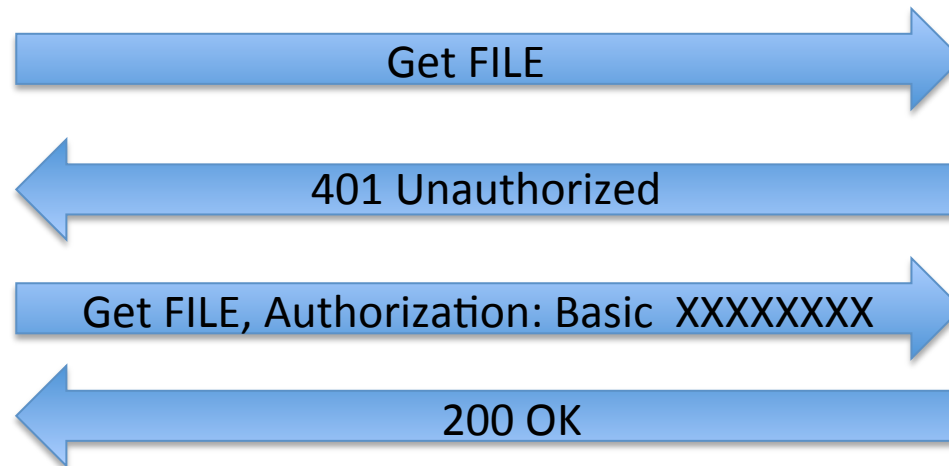 Get FILE
401 Unauthorized
Get FILE, Authorization: Basic  XXXXXXXX
200 OK